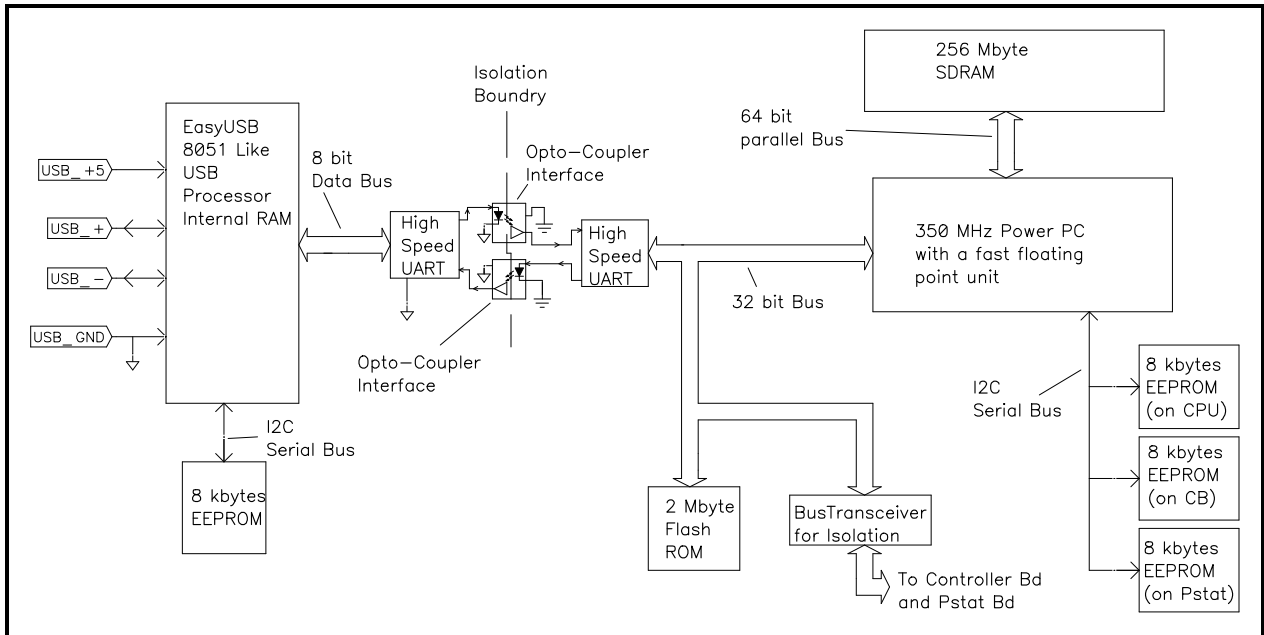 256 Mbyte
SDRAM
Isolation
Boundry
64 bit
parallel Bus
EasyUSB
8051 Like
USB
Processor
Internal RAM
USB_+5
USB_+
USB_-
USB_GND
8 bit
Data Bus
Opto-Coupler
Interface
High
Speed
UART
High
Speed
UART
350 MHz Power PC
with a fast floating
point unit
32 bit Bus
Opto-Coupler
Interface
I2C
Serial Bus
8 kbytes
EEPROM
(on CPU)
I2C
Serial Bus
8 kbytes
EEPROM
(on CB)
8 kbytes
EEPROM
2 Mbyte
Flash
ROM
BusTransceiver
for Isolation
8 kbytes
EEPROM
(on Pstat)
To Controller Bd
and Pstat Bd